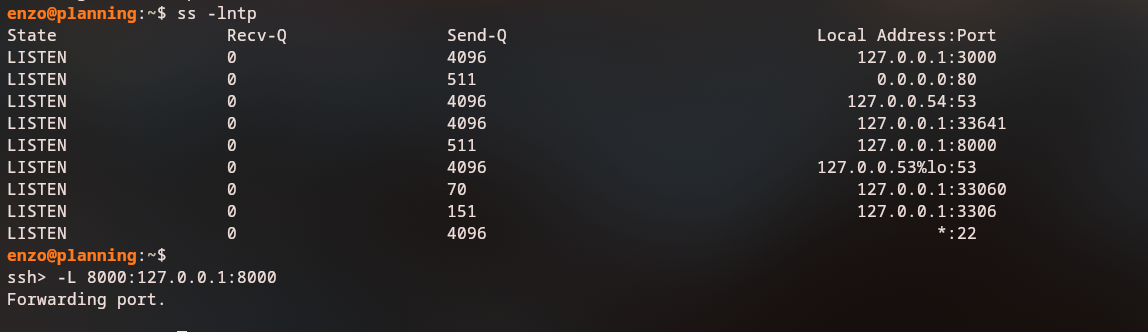 enzo@planning:~$ ss -lntp
State Recv-Q Send-Q Local Address:Port
LISTEN 0 4096 127.0.0.1:3000
LISTEN 0 511 0.0.0.0:80
LISTEN 0 4096 127.0.0.54:53
LISTEN 0 4096 127.0.0.1:33641
LISTEN 0 511 127.0.0.1:8000
LISTEN 0 4096 127.0.0.53%lo:53
LISTEN 0 70 127.0.0.1:33060
LISTEN 0 151 127.0.0.1:3306
LISTEN 0 4096 *:22
enzo@planning:~$
ssh> -L 8000:127.0.0.1:8000
Forwarding port.